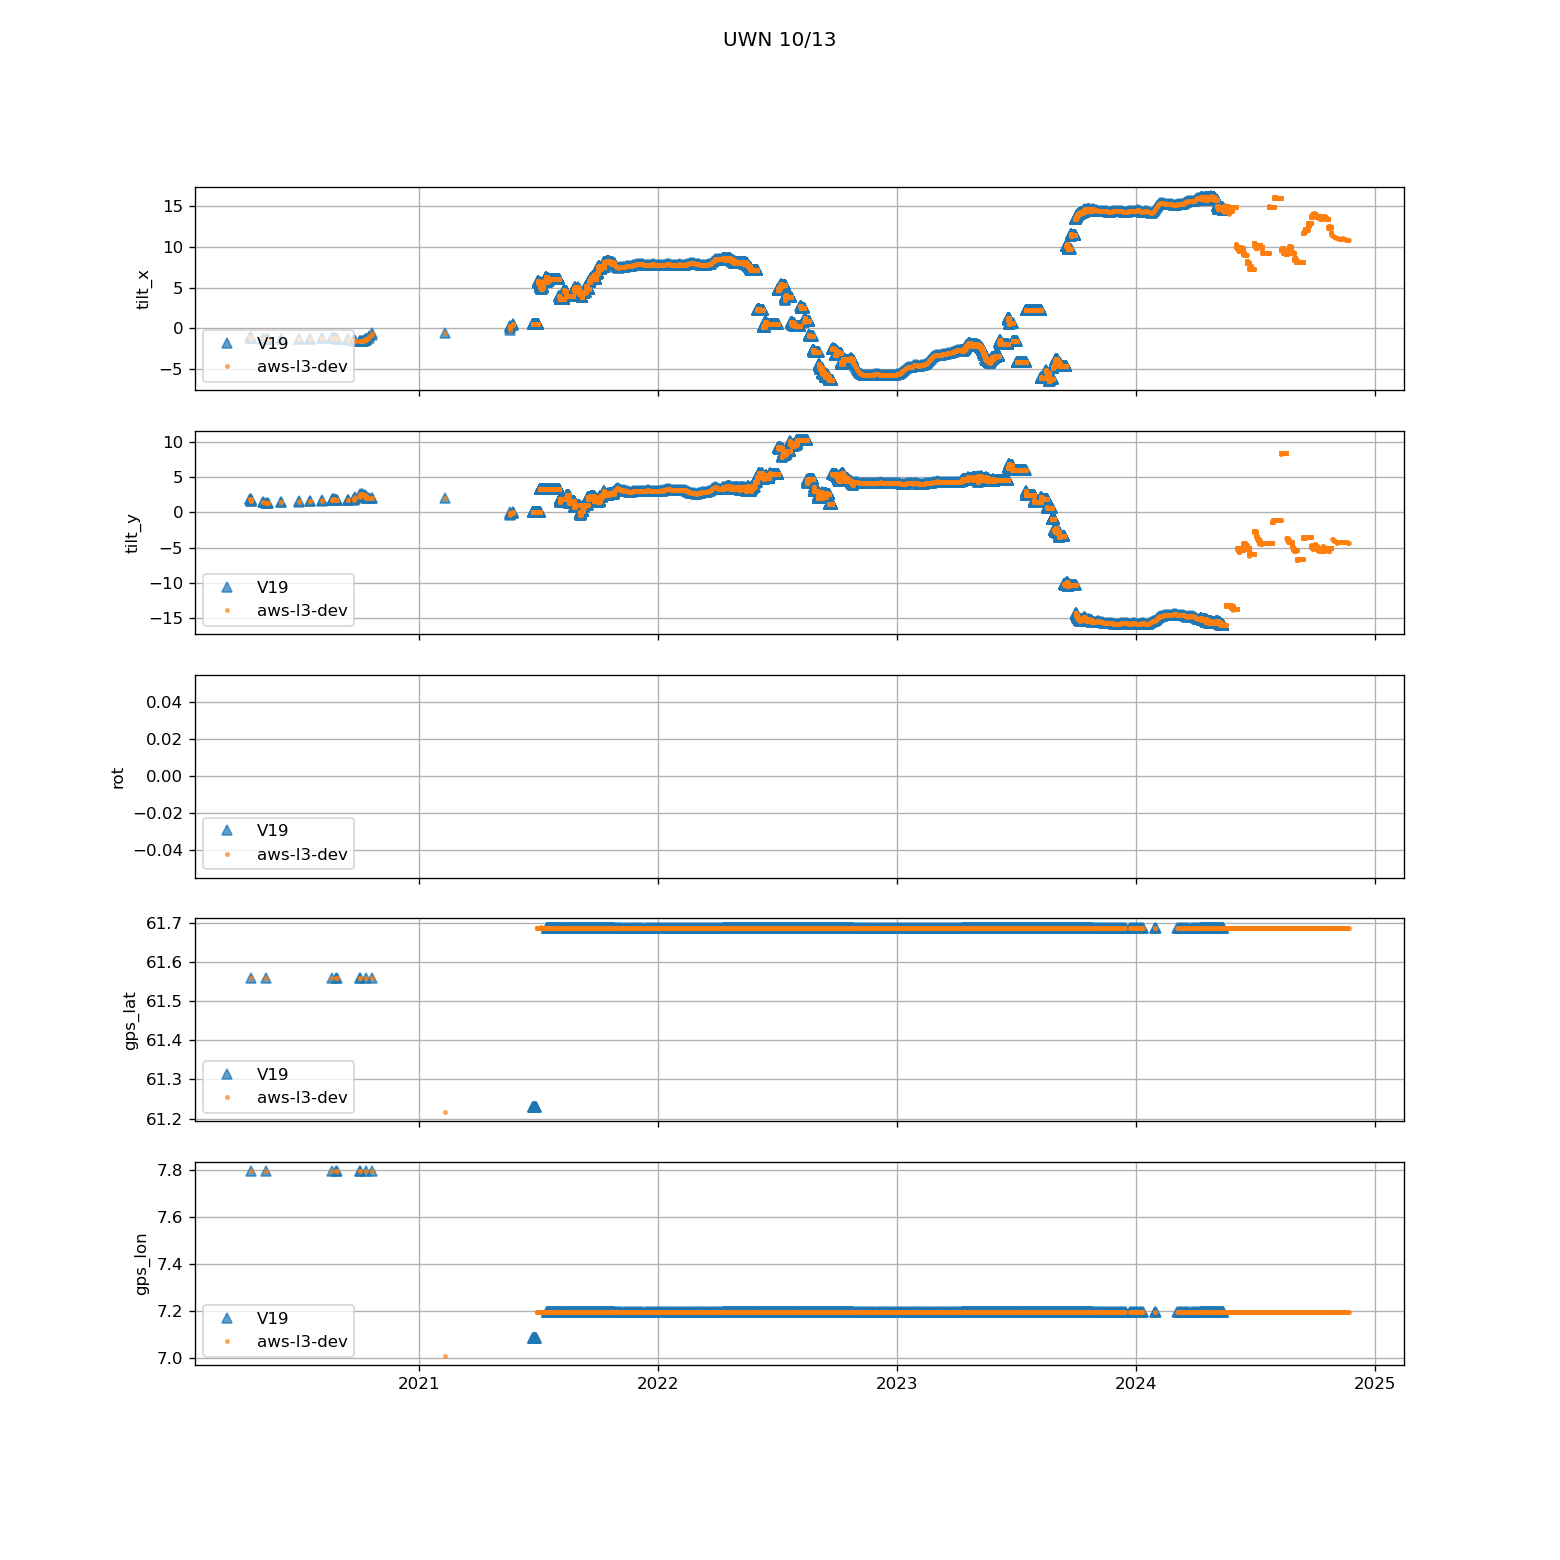 UWN 10/13
15
10
5
0
−5
tilt_x
V19
aws-l3-dev
10
5
0
−5
−10
−15
tilt_y
V19
aws-l3-dev
0.04
0.02
0.00
−0.02
−0.04
rot
V19
aws-l3-dev
61.7
61.6
61.5
61.4
61.3
61.2
gps_lat
V19
aws-l3-dev
7.8
7.6
7.4
7.2
7.0
gps_lon
V19
aws-l3-dev
2021 2022 2023 2024 2025